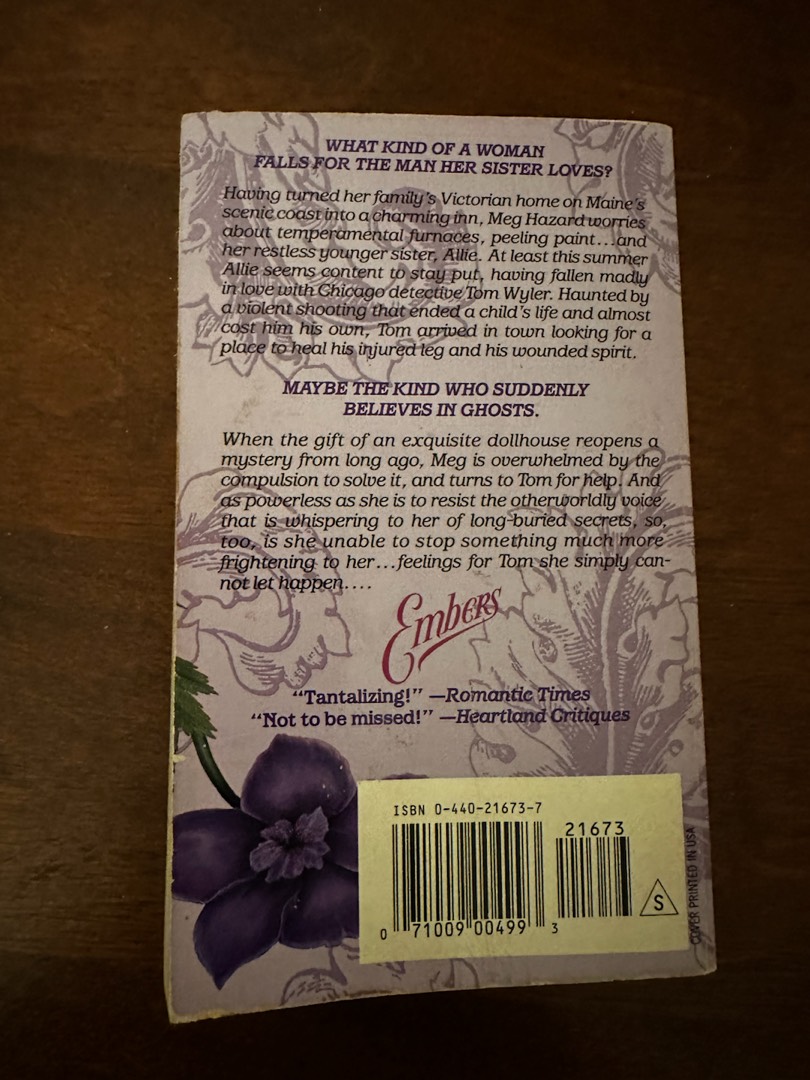 WHAT KIND OF A WOMAN
FALLS FOR THE MAN HER SISTER LOVES?
Having turned her family's Victorian home on Maine's
scenic coast into a charming inn, Meg Hazard worries
about temperamental furnaces, peeling paint...and
her restless younger sister, Allie. At least this summer
Allie seems content to stay put, having fallen madly
in love with Chicago detective Tom Wyler. Haunted by
a violent shooting that ended a child's life and almost
cost him his own, Tom arrived in town looking for a
place to heal his injured leg and his wounded spirit.
MAYBE THE KIND WHO SUDDENLY
BELIEVES IN GHOSTS.
When the gift of an exquisite dollhouse reopens a
mystery from long ago, Meg is overwhelmed by the
compulsion to solve it, and turns to Tom for help. And
as powerless as she is to resist the otherworldly voice
that is whispering to her of long-buried secrets, so,
too, is she unable to stop something much more
frightening to her...feelings for Tom she simply can-
not let happen....
Embers
"Tantalizing!" —Romantic Times
"Not to be missed!" —Heartland Critiques
ISBN 0-440-21673-7
21673
S
0 71009 00499 3
COVER PRINTED IN USA